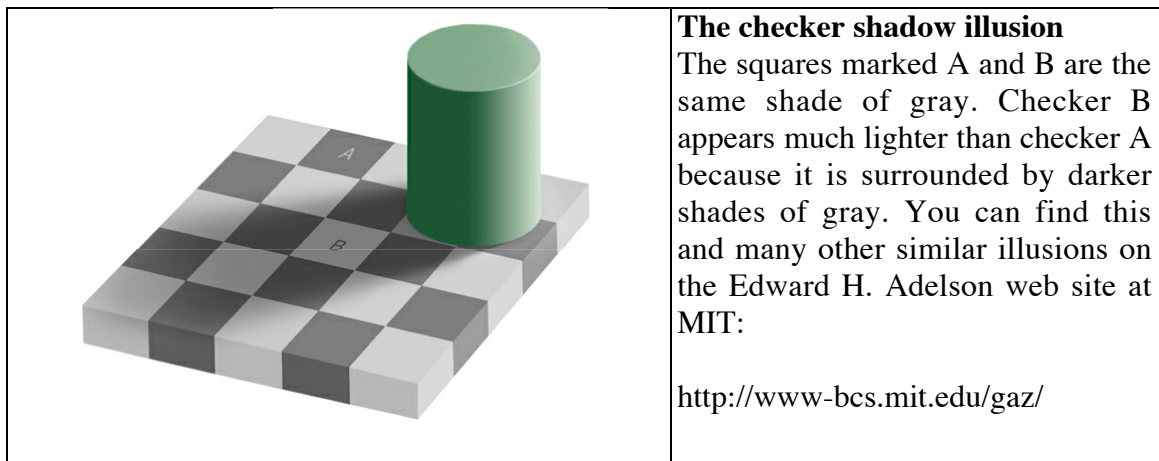 A
B
The checker shadow illusion
The squares marked A and B are the
same shade of gray. Checker B
appears much lighter than checker A
because it is surrounded by darker
shades of gray. You can find this
and many other similar illusions on
the Edward H. Adelson web site at
MIT:
http://www-bcs.mit.edu/gaz/